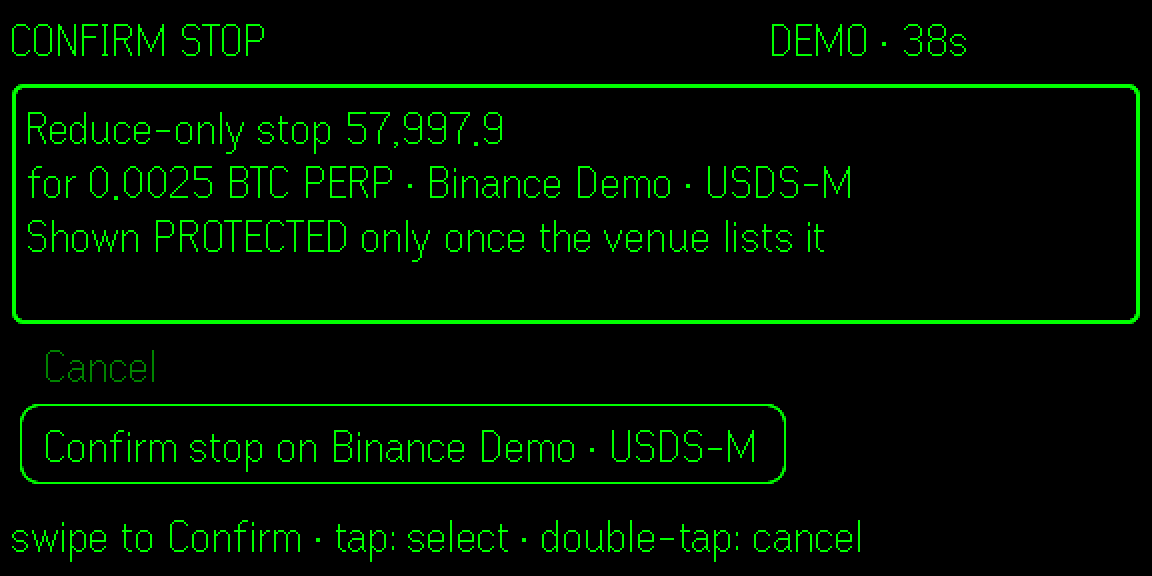 CONFIRM STOP DEMO · 38s
Reduce-only stop 57,997.9
for 0.0025 BTC PERP · Binance Demo · USDS-M
Shown PROTECTED only once the venue lists it
Cancel
Confirm stop on Binance Demo · USDS-M
swipe to Confirm · tap: select · double-tap: cancel